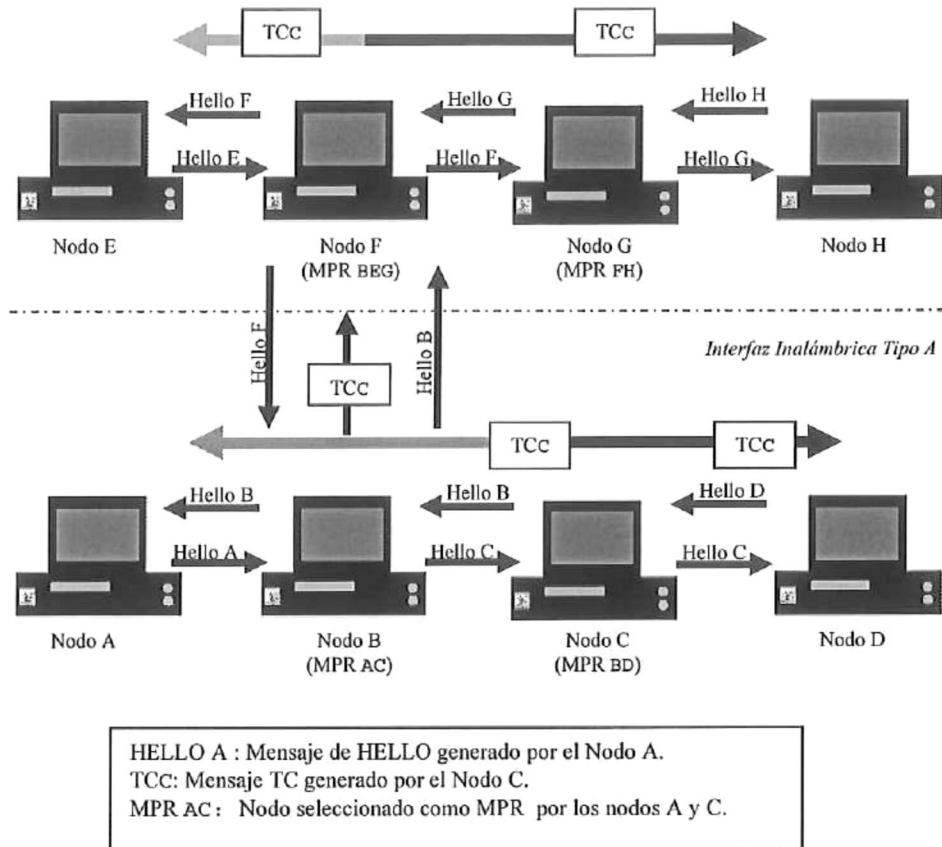 TCC TCC
Hello F Hello G Hello H
Hello E Hello F Hello G
Nodo E Nodo F Nodo G Nodo H
(MPR BEG) (MPR FH)
Hello F
TCC
Hello B
Interfaz Inalámbrica Tipo A
TCC TCC
Hello B Hello B Hello D
Hello A Hello C Hello C
Nodo A Nodo B Nodo C Nodo D
(MPR AC) (MPR BD)
HELLO A : Mensaje de HELLO generado por el Nodo A.
TCC: Mensaje TC generado por el Nodo C.
MPR AC : Nodo seleccionado como MPR por los nodos A y C.